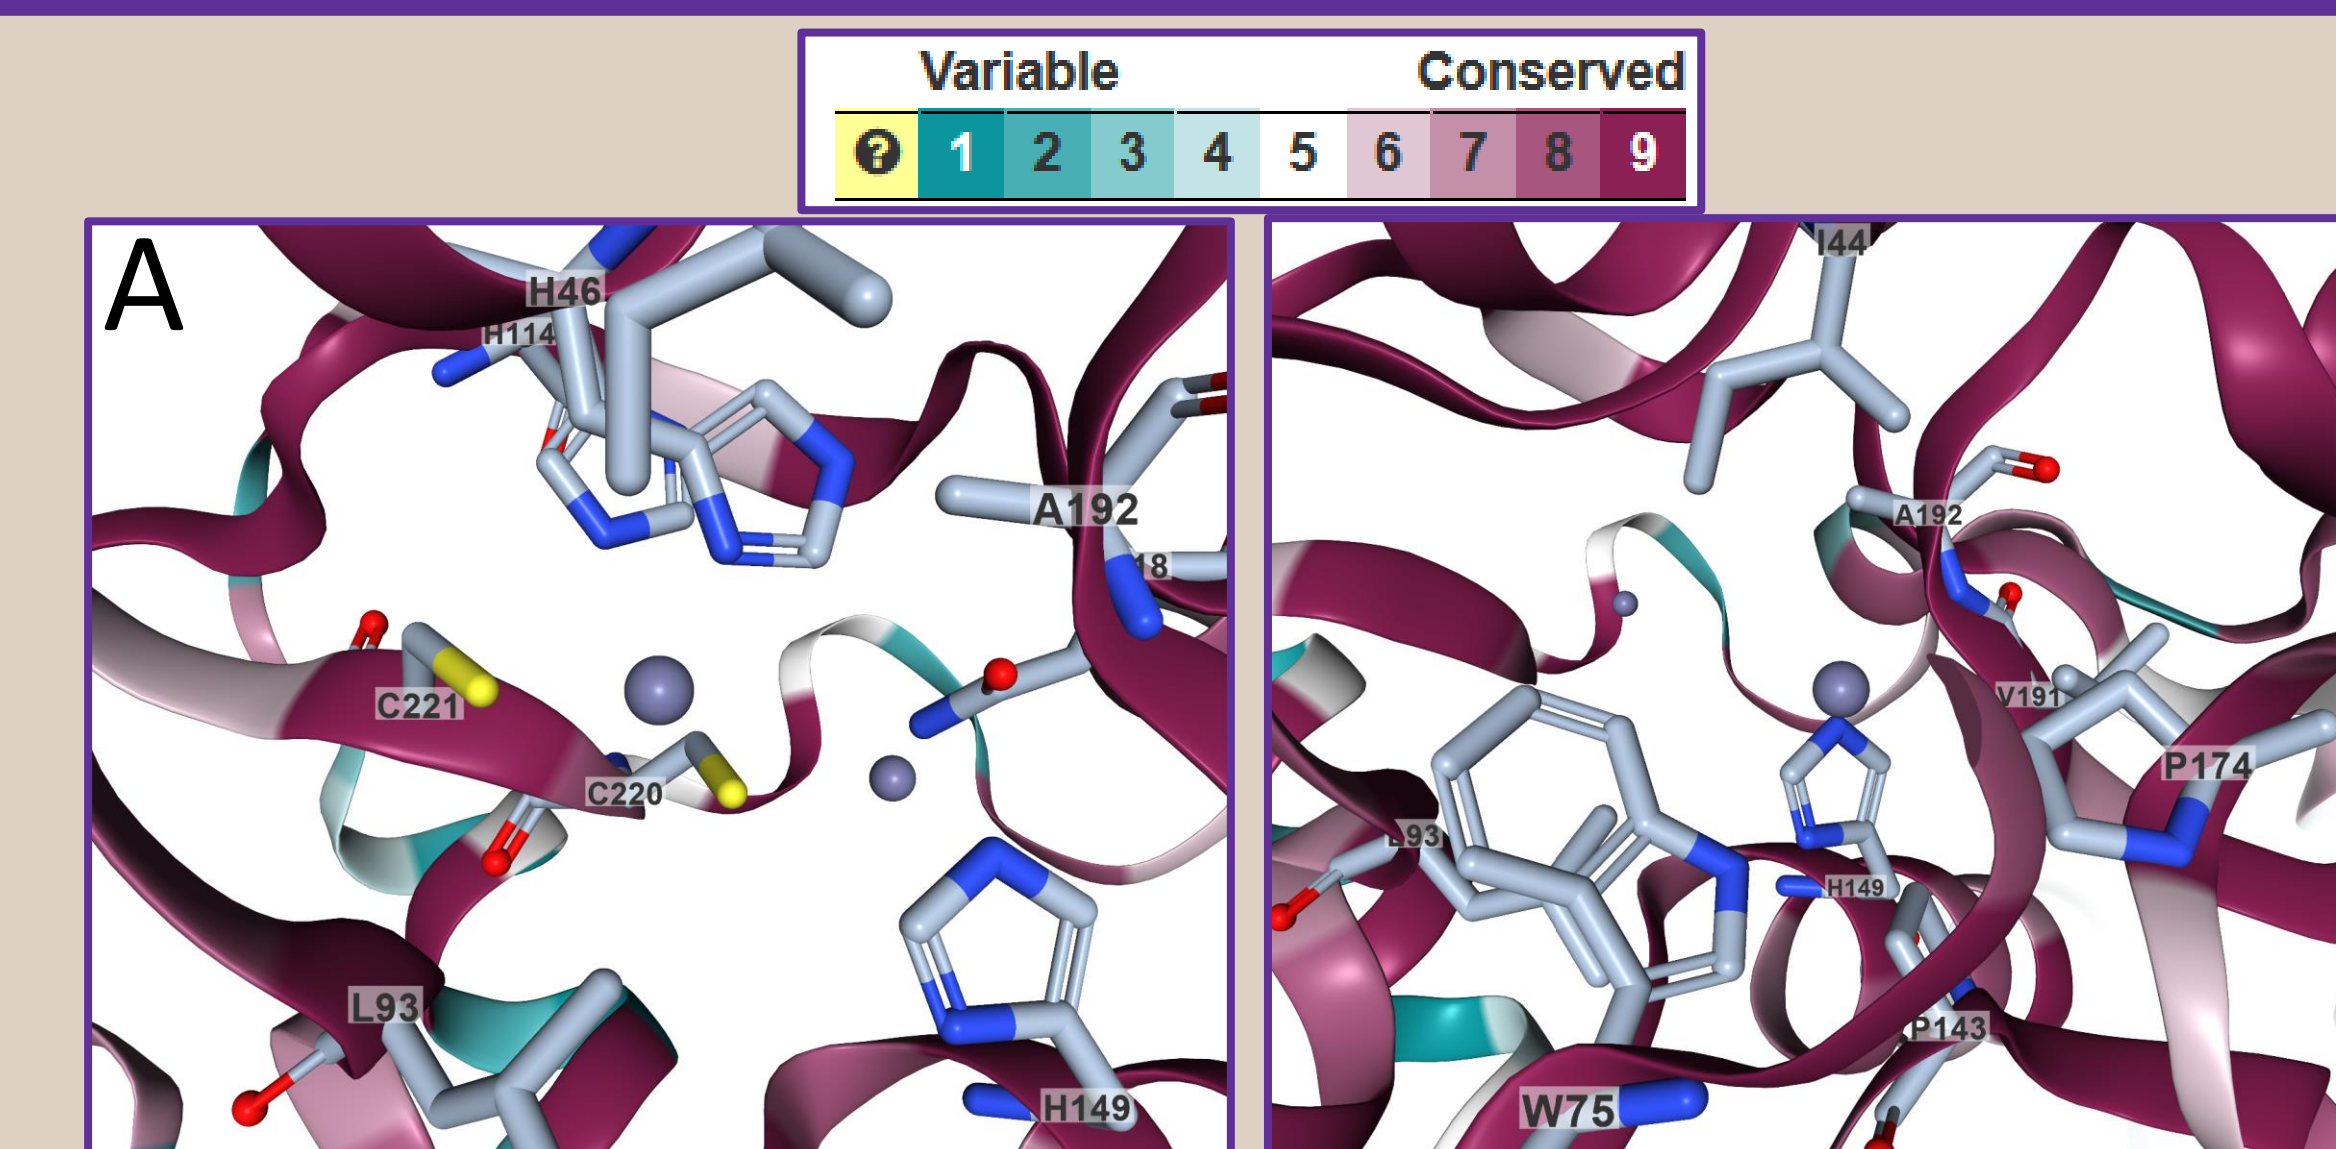 Variable Conserved
? 1 2 3 4 5 6 7 8 9
A
H46
H114
A192
18
C221
C220
L93
H149
I44
A192
V191
P174
L93
H149
P143
W75